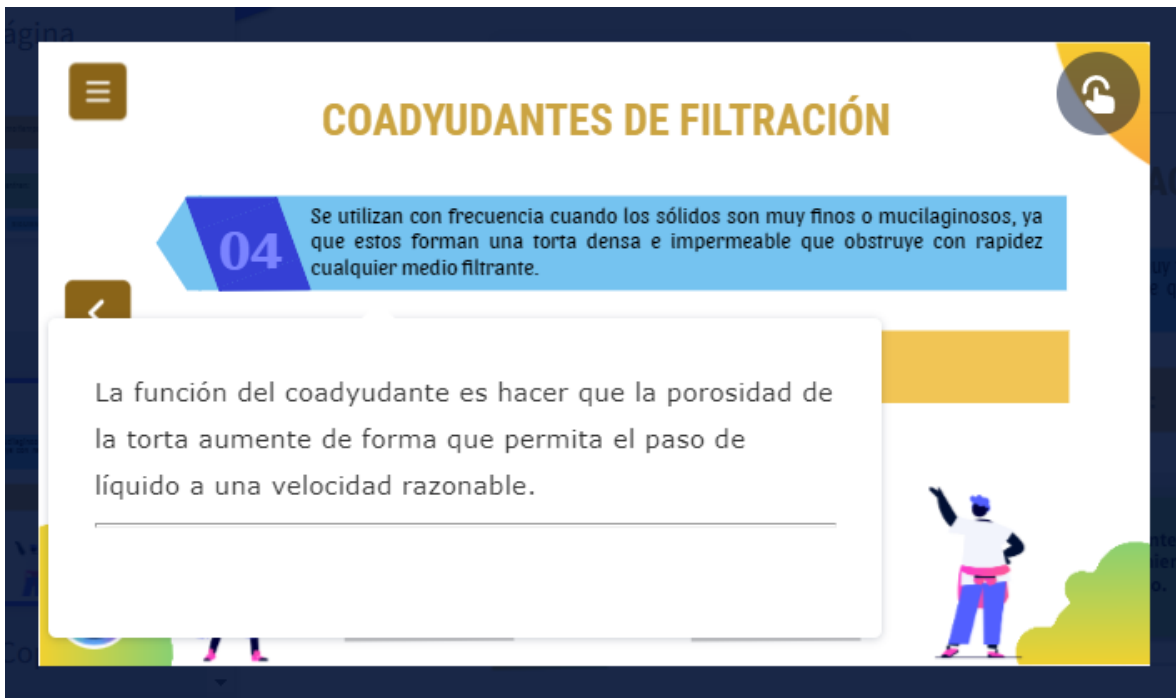 ágina
COADYUDANTES DE FILTRACIÓN
04
Se utilizan con frecuencia cuando los sólidos son muy finos o mucilaginosos, ya
que estos forman una torta densa e impermeable que obstruye con rapidez
cualquier medio filtrante.
La función del coadyudante es hacer que la porosidad de
la torta aumente de forma que permita el paso de
líquido a una velocidad razonable.